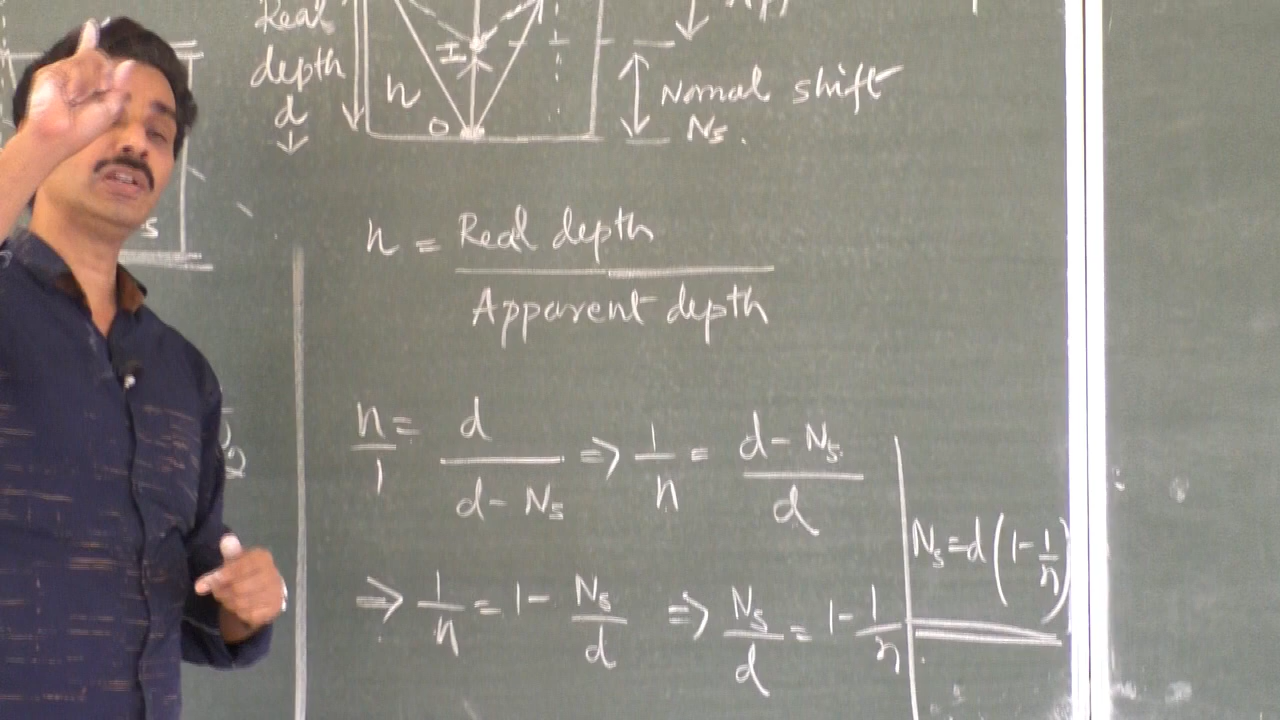 Real
depth
d
I
n
O
Normal shift
Ns.
s
n = Real depth
Apparent depth
n/1 = d/(d - Ns) ⇒ 1/n = (d - Ns)/d
⇒ 1/n = 1 - Ns/d ⇒ Ns/d = 1 - 1/n
Ns = d(1 - 1/n)